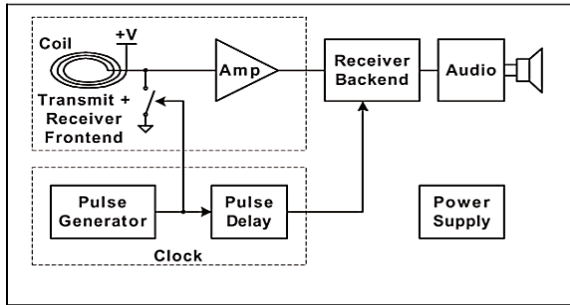 Coil
+V
Transmit +
Receiver
Frontend
Amp
Receiver
Backend
Audio
Pulse
Generator
Pulse
Delay
Clock
Power
Supply